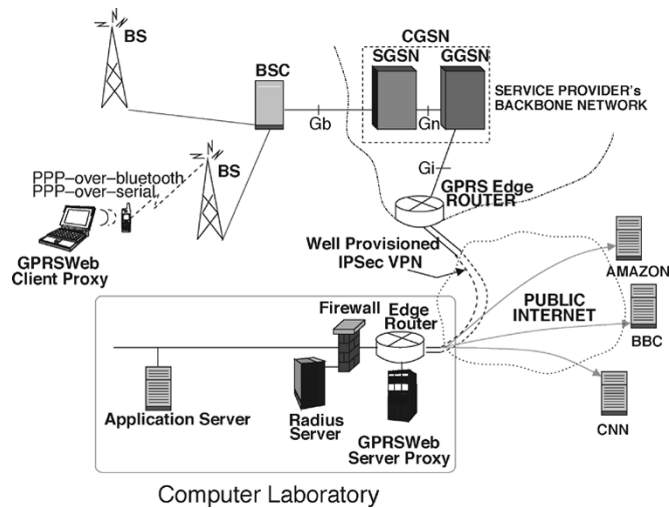 BS
CGSN
SGSN
GGSN
BSC
SERVICE PROVIDER's
BACKBONE NETWORK
Gb
Gn
Gi
BS
PPP–over–bluetooth
PPP–over–serial
GPRS Edge
ROUTER
GPRSWeb
Client Proxy
Well Provisioned
IPSec VPN
AMAZON
PUBLIC
INTERNET
BBC
CNN
Firewall
Edge
Router
Application Server
Radius
Server
GPRSWeb
Server Proxy
Computer Laboratory